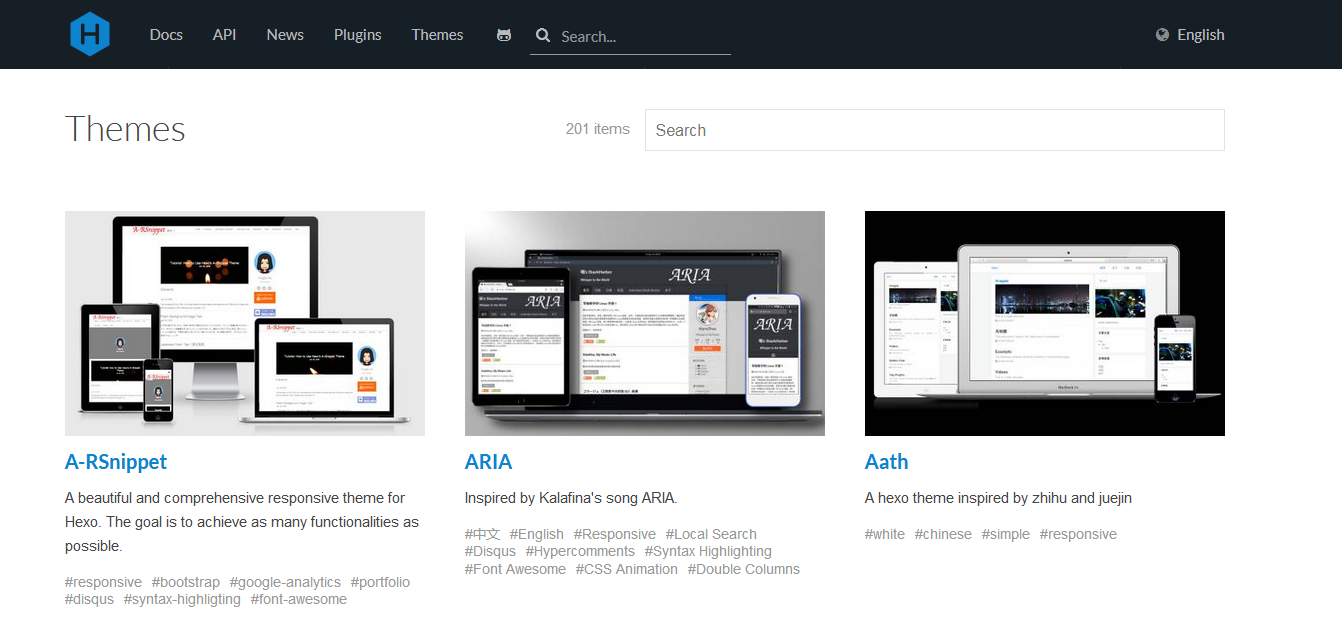 H
Docs API News Plugins Themes Search... English
Themes 201 items Search
A-RSnippet
A beautiful and comprehensive responsive theme for
Hexo. The goal is to achieve as many functionalities as
possible.
#responsive #bootstrap #google-analytics #portfolio
#disqus #syntax-highligting #font-awesome
ARIA
ARIA
ARIA
ARIA
Inspired by Kalafina's song ARIA.
#中文 #English #Responsive #Local Search
#Disqus #Hypercomments #Syntax Highlighting
#Font Awesome #CSS Animation #Double Columns
Aath
A hexo theme inspired by zhihu and juejin
#white #chinese #simple #responsive